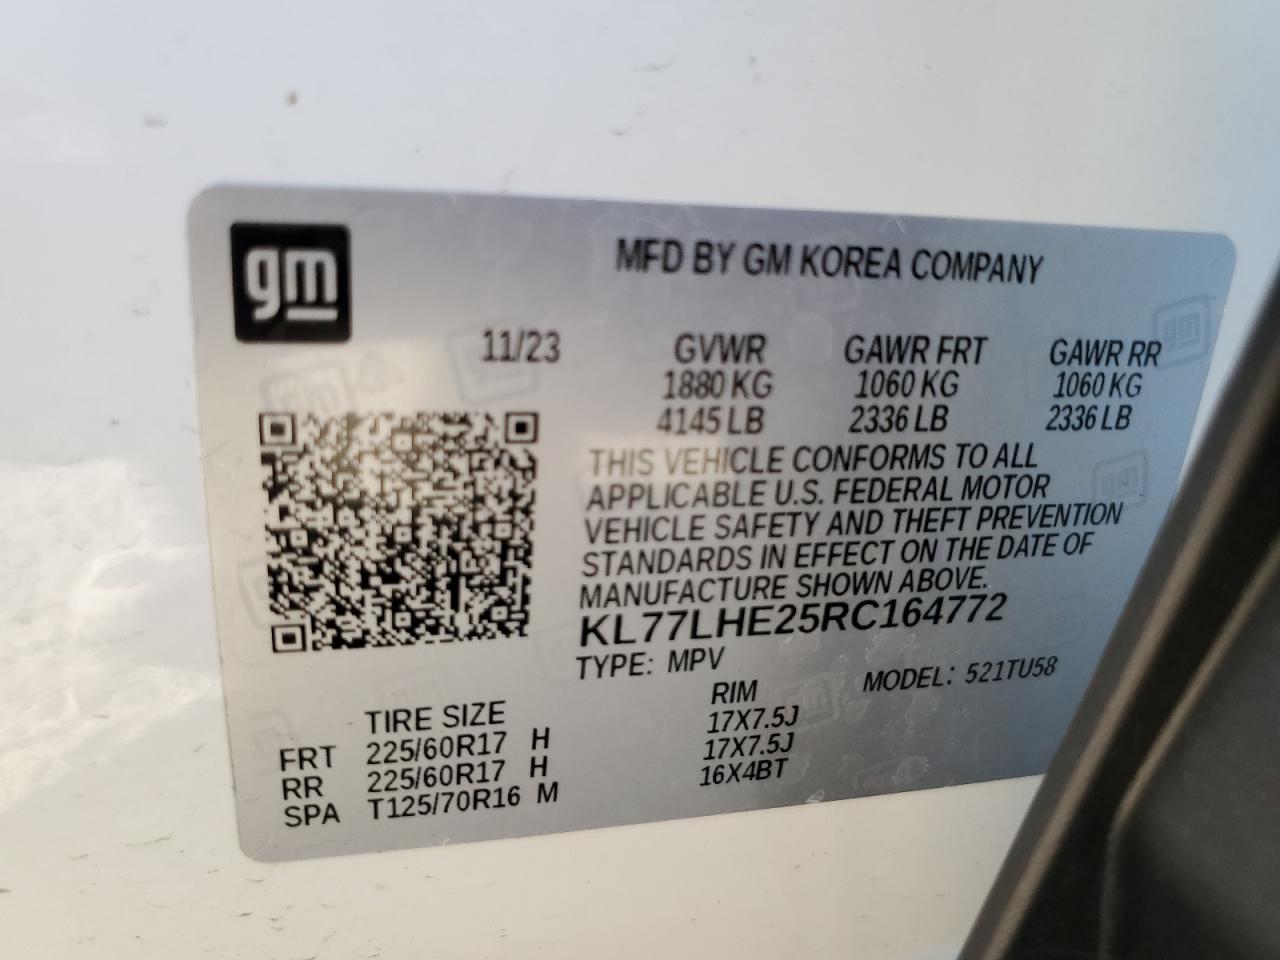 gm
MFD BY GM KOREA COMPANY
11/23 GVWR GAWR FRT GAWR RR
1880 KG 1060 KG 1060 KG
4145 LB 2336 LB 2336 LB
THIS VEHICLE CONFORMS TO ALL
APPLICABLE U.S. FEDERAL MOTOR
VEHICLE SAFETY AND THEFT PREVENTION
STANDARDS IN EFFECT ON THE DATE OF
MANUFACTURE SHOWN ABOVE.
KL77LHE25RC164772
TYPE: MPV MODEL: 521TU58
TIRE SIZE RIM
FRT 225/60R17 H 17X7.5J
RR 225/60R17 H 17X7.5J
SPA T125/70R16 M 16X4BT